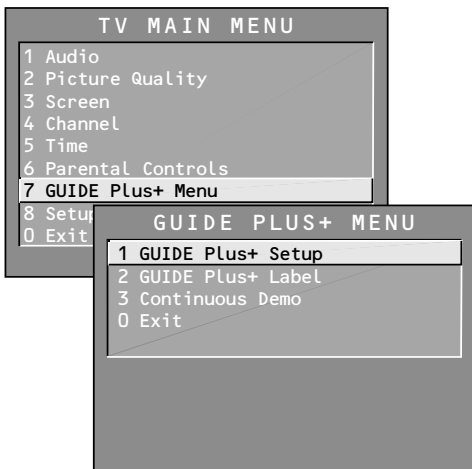 TV MAIN MENU
1 Audio
2 Picture Quality
3 Screen
4 Channel
5 Time
6 Parental Controls
7 GUIDE Plus+ Menu
8 Setup
0 Exit
GUIDE PLUS+ MENU
1 GUIDE Plus+ Setup
2 GUIDE Plus+ Label
3 Continuous Demo
0 Exit